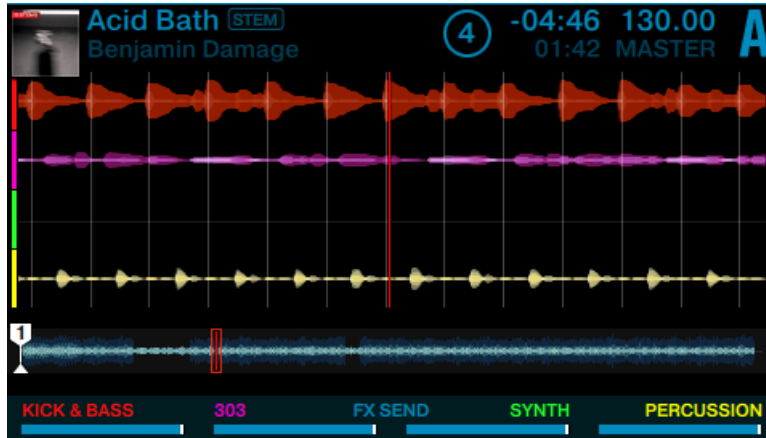 Acid Bath STEM
Benjamin Damage
4
-04:46 130.00
01:42 MASTER
A
1
KICK & BASS 303 FX SEND SYNTH PERCUSSION